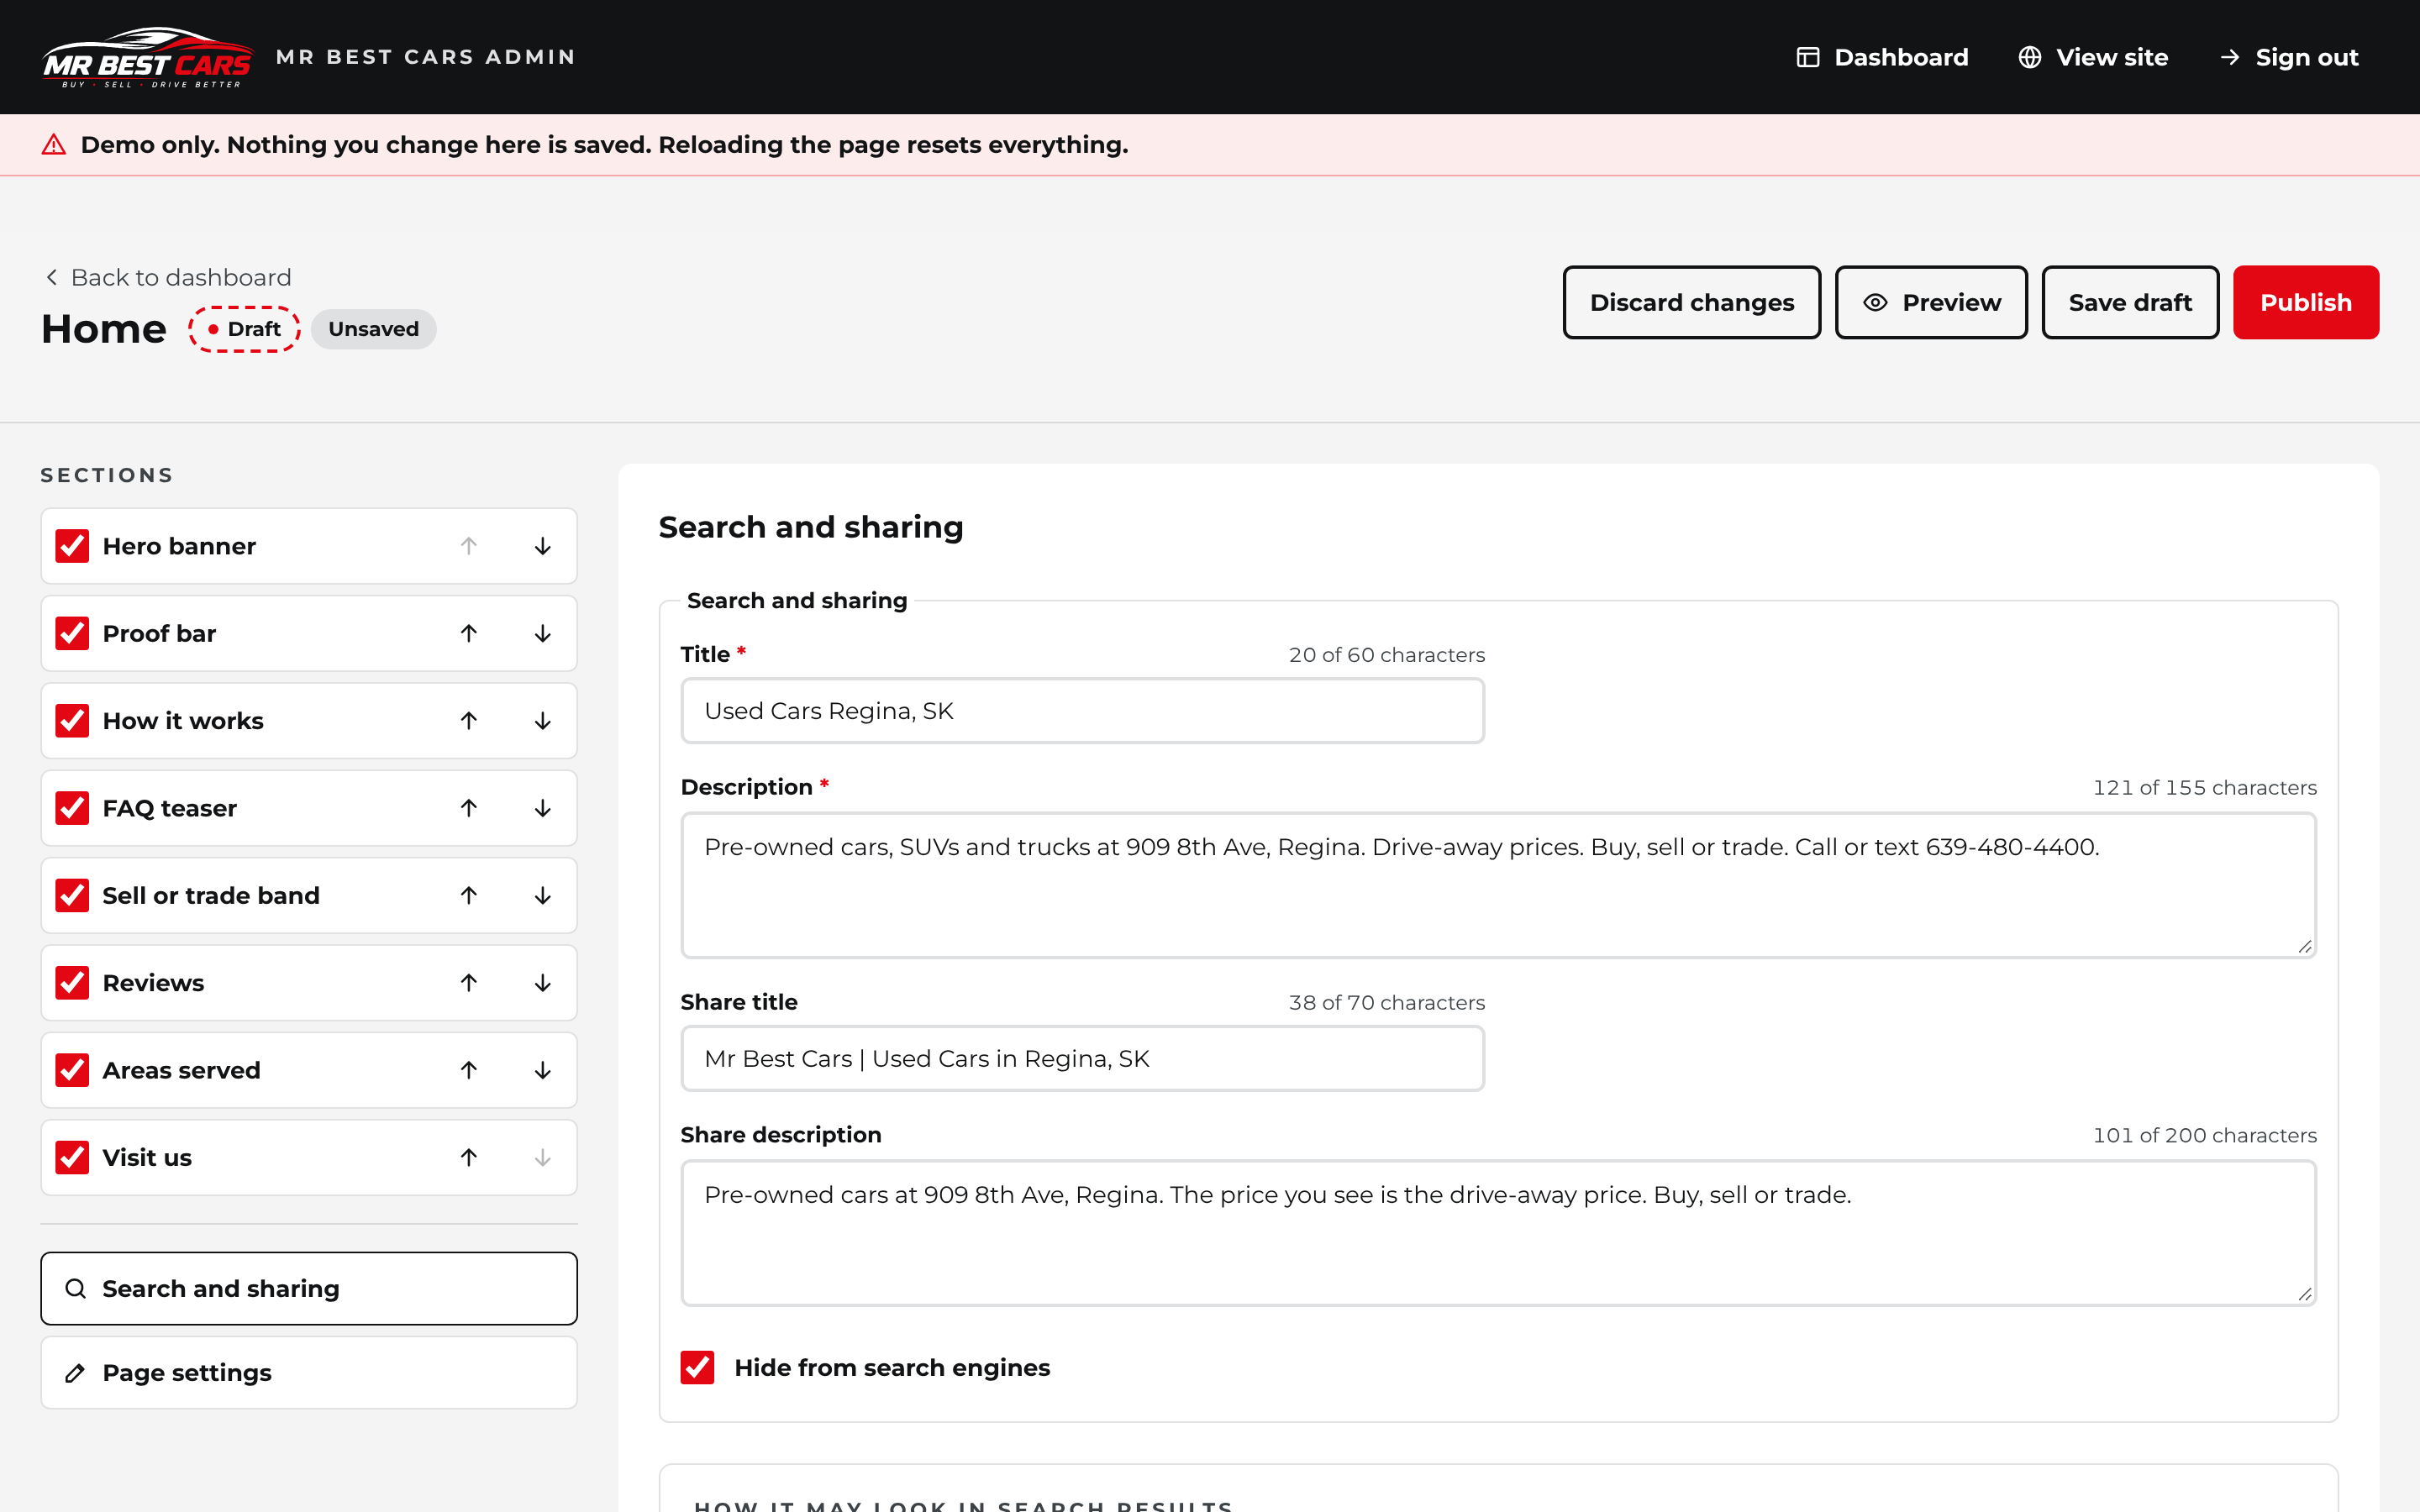 MR BEST CARS
BUY • SELL • DRIVE BETTER
MR BEST CARS ADMIN
Dashboard
View site
Sign out
Demo only. Nothing you change here is saved. Reloading the page resets everything.
Back to dashboard
Home
Draft
Unsaved
Discard changes
Preview
Save draft
Publish
SECTIONS
Hero banner
Proof bar
How it works
FAQ teaser
Sell or trade band
Reviews
Areas served
Visit us
Search and sharing
Page settings
Search and sharing
Search and sharing
Title *
20 of 60 characters
Used Cars Regina, SK
Description *
121 of 155 characters
Pre-owned cars, SUVs and trucks at 909 8th Ave, Regina. Drive-away prices. Buy, sell or trade. Call or text 639-480-4400.
Share title
38 of 70 characters
Mr Best Cars | Used Cars in Regina, SK
Share description
101 of 200 characters
Pre-owned cars at 909 8th Ave, Regina. The price you see is the drive-away price. Buy, sell or trade.
Hide from search engines
HOW IT MAY LOOK IN SEARCH RESULTS